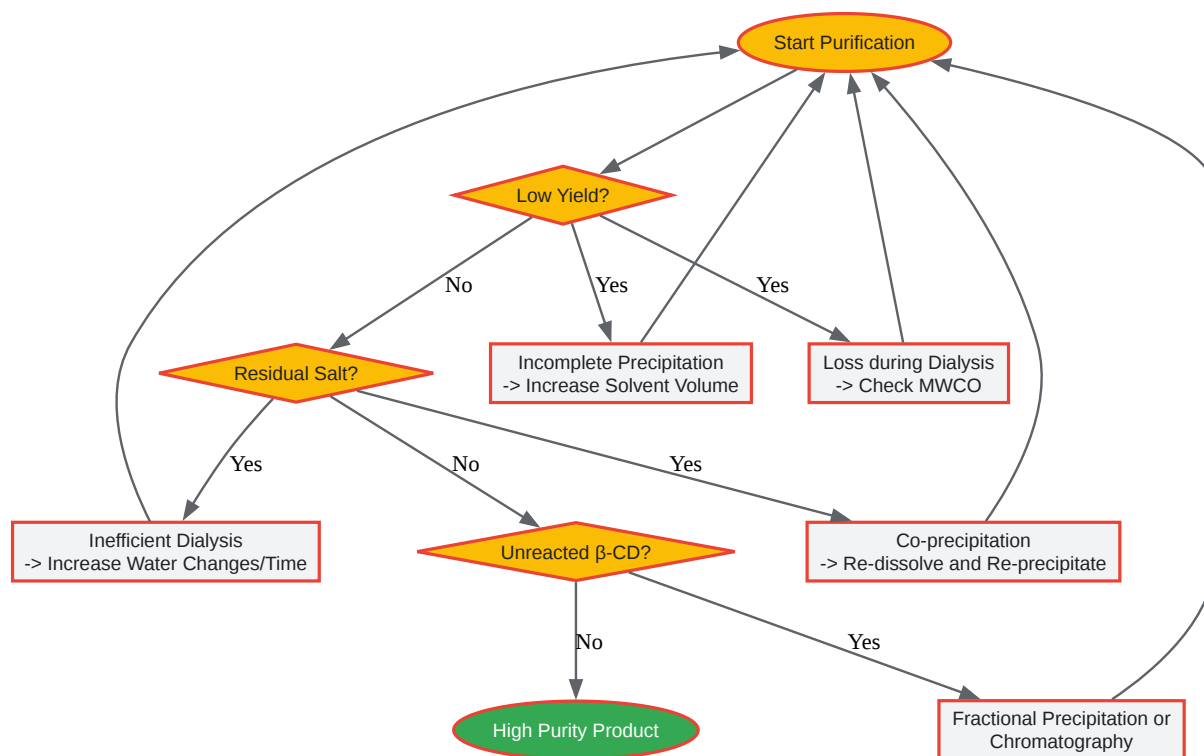 Start Purification
Low Yield?
No
Yes
Yes
Residual Salt?
Incomplete Precipitation
-> Increase Solvent Volume
Loss during Dialysis
-> Check MWCO
Yes
No
Yes
Inefficient Dialysis
-> Increase Water Changes/Time
Unreacted β-CD?
Co-precipitation
-> Re-dissolve and Re-precipitate
No
Yes
High Purity Product
Fractional Precipitation or
Chromatography